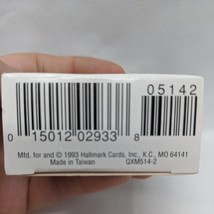 05142
0 15012 02933 8
Mfd. for and © 1993 Hallmark Cards, Inc., K.C., MO 64141
Made in Taiwan QXM514-2